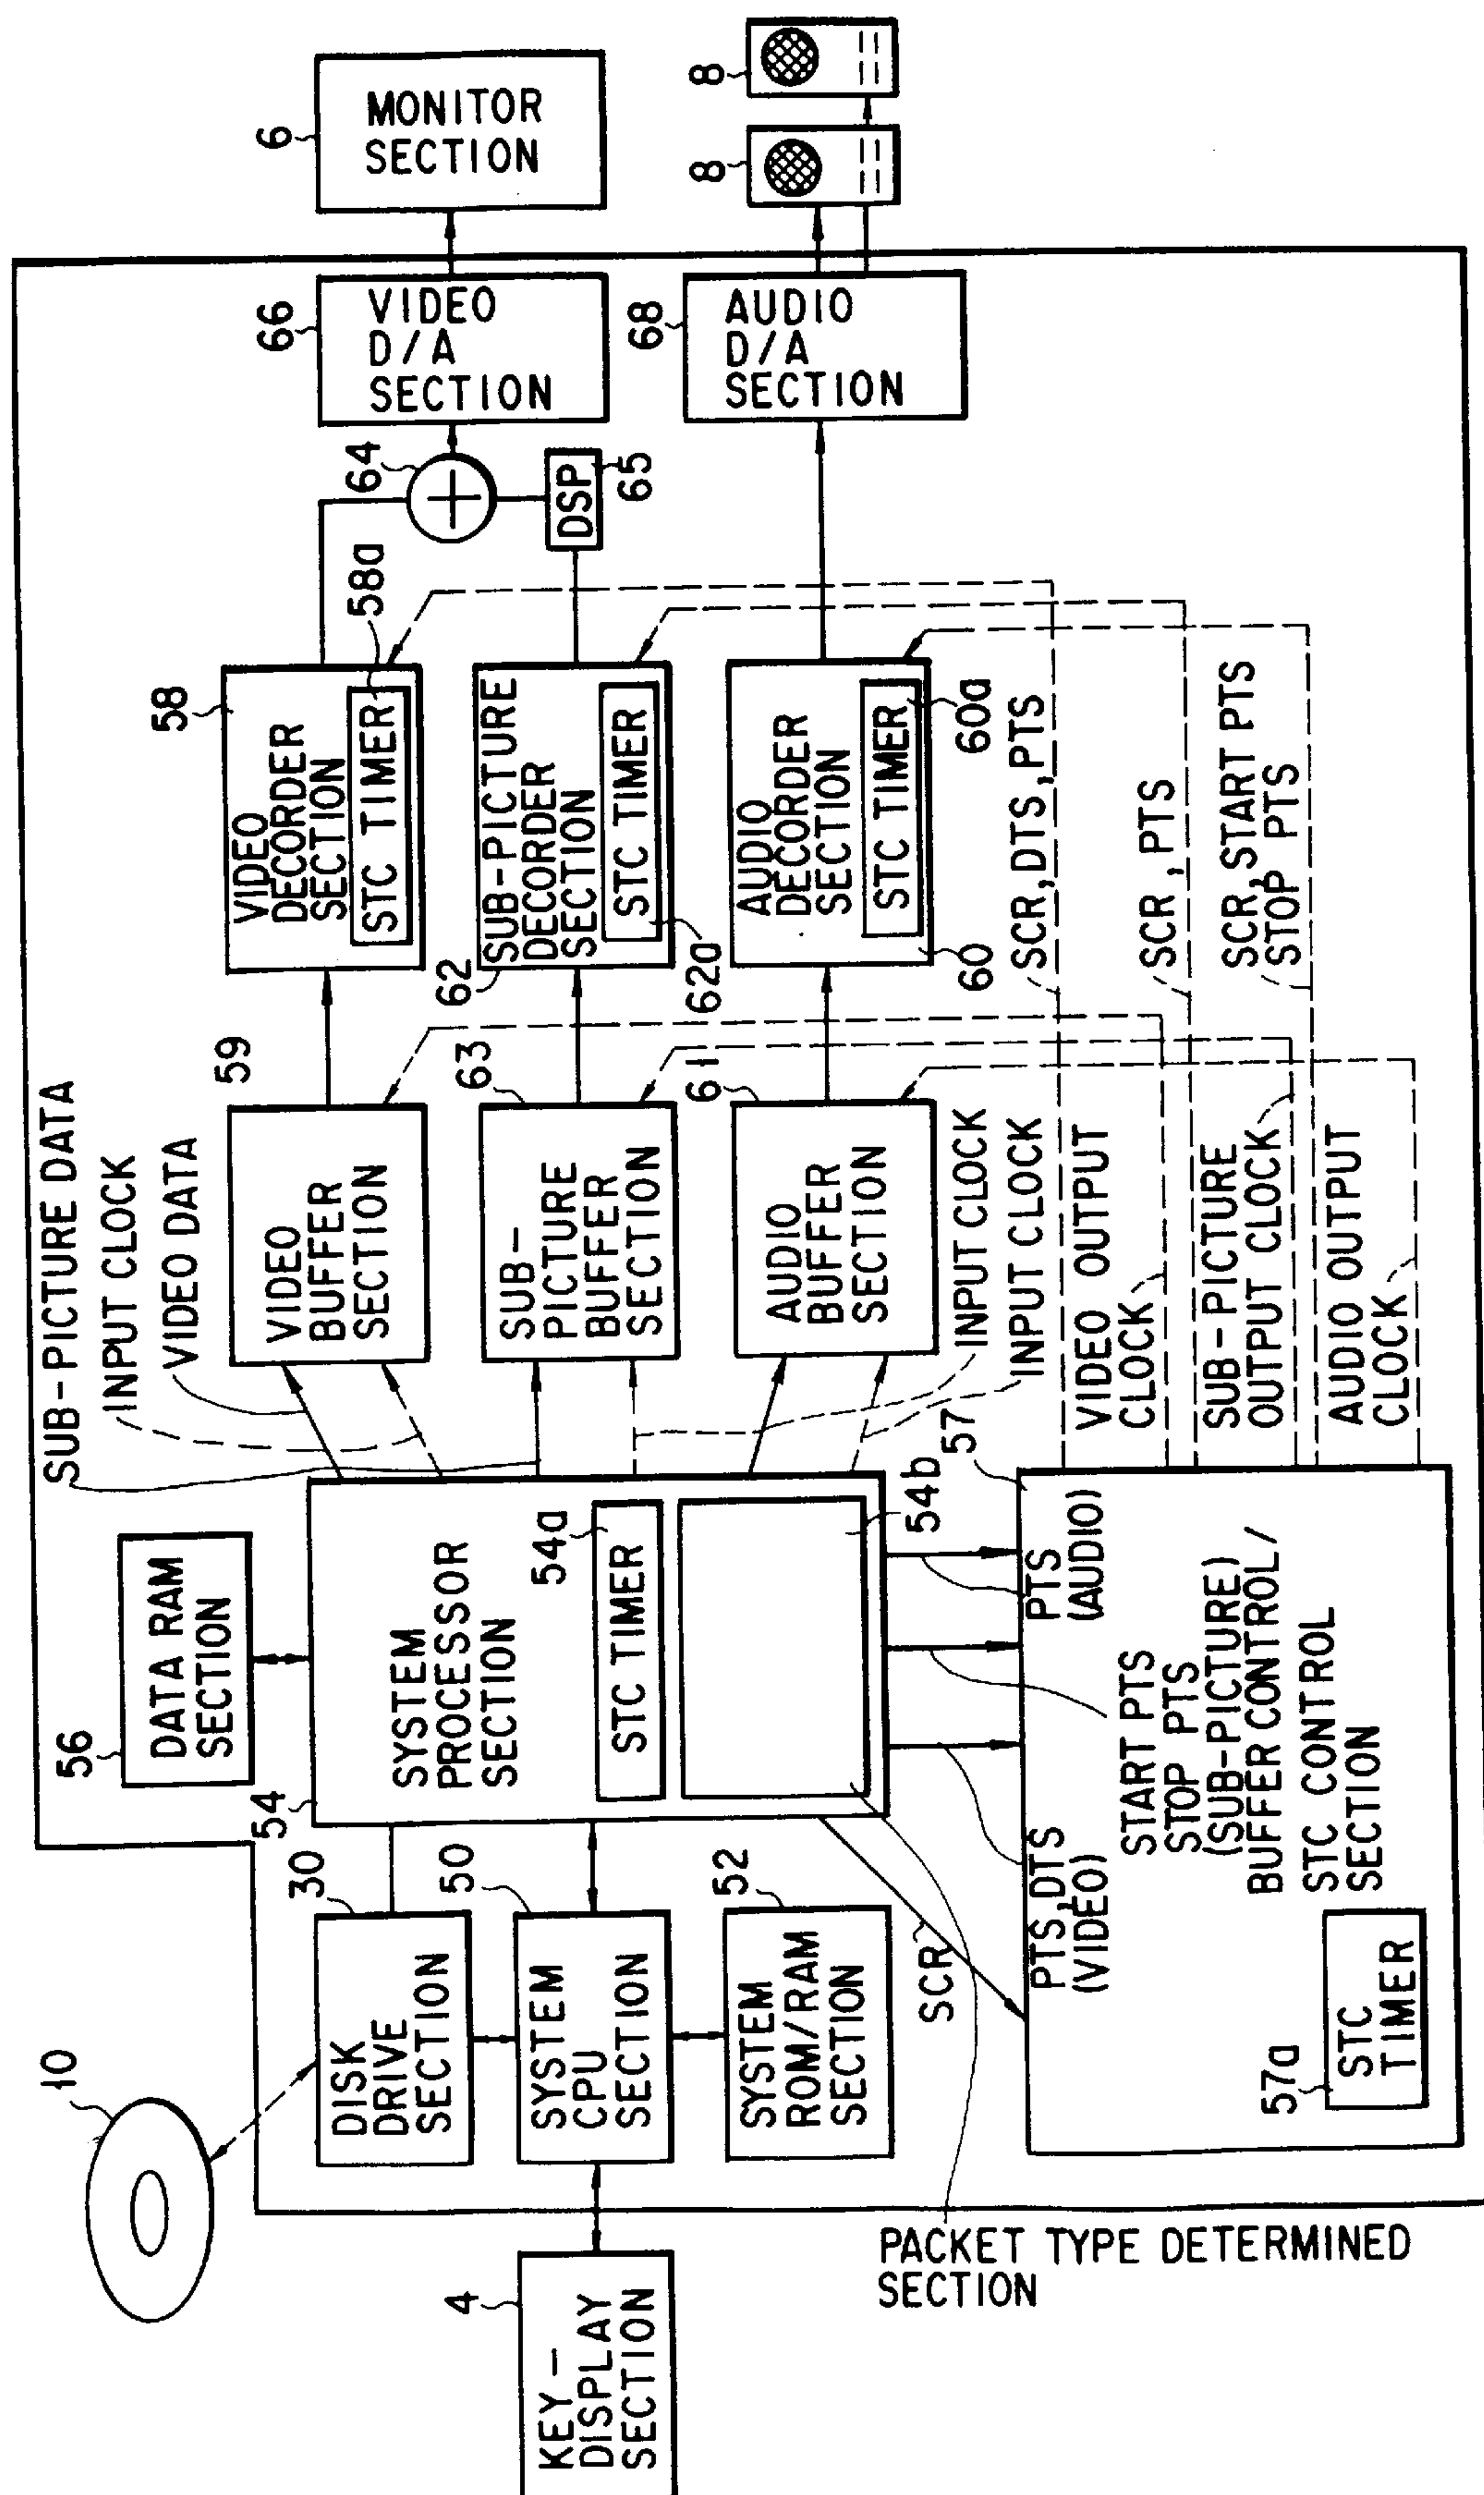 10
4
KEY-
DISPLAY
SECTION
30
DISK
DRIVE
SECTION
50
SYSTEM
CPU
SECTION
52
SYSTEM
ROM/RAM
SECTION
SCR
PACKET TYPE DETERMINED
SECTION
56
DATA RAM
SECTION
54
SYSTEM
PROCESSOR
SECTION
54a
STC TIMER
54b
57
PTS
(AUDIO)
START PTS
STOP PTS
(SUB-PICTURE)
PTS,DTS
(VIDEO)
BUFFER CONTROL/
STC CONTROL
SECTION
57a
STC
TIMER
SUB-PICTURE DATA
INPUT CLOCK
VIDEO DATA
59
VIDEO
BUFFER
SECTION
63
SUB-
PICTURE
BUFFER
SECTION
61
AUDIO
BUFFER
SECTION
INPUT CLOCK
INPUT CLOCK
VIDEO OUTPUT
CLOCK
SUB-PICTURE
OUTPUT CLOCK
AUDIO OUTPUT
CLOCK
58
VIDEO
DECORDER
SECTION
STC TIMER
58a
62
SUB-PICTURE
DECORDER
SECTION
STC TIMER
62a
AUDIO
DECORDER
SECTION
STC TIMER
60
60a
SCR,DTS,PTS
SCR,PTS
SCR,START PTS
STOP PTS
64
DSP
65
66
VIDEO
D/A
SECTION
68
AUDIO
D/A
SECTION
6
MONITOR
SECTION
8
8